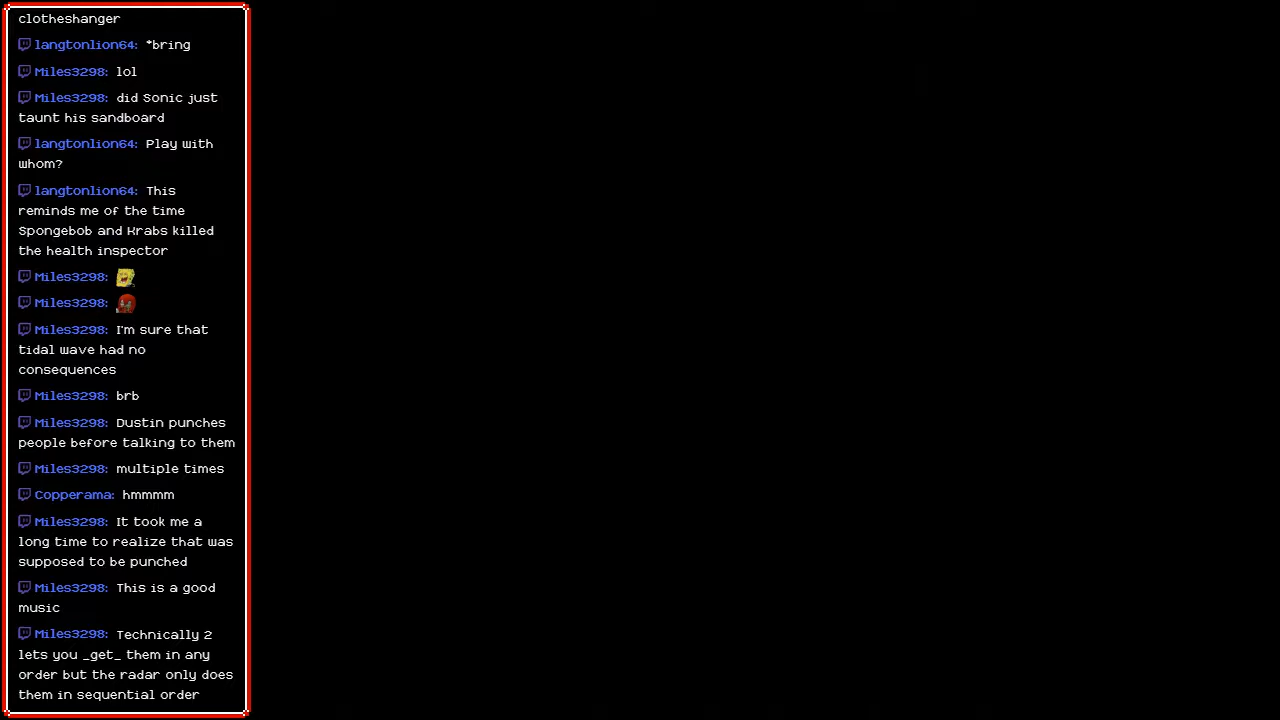 clotheshanger
langtonlion64: *bring
Miles3298: lol
Miles3298: did Sonic just
taunt his sandboard
langtonlion64: Play with
whom?
langtonlion64: This
reminds me of the time
Spongebob and Krabs killed
the health inspector
Miles3298:
Miles3298:
Miles3298: I'm sure that
tidal wave had no
consequences
Miles3298: brb
Miles3298: Dustin punches
people before talking to them
Miles3298: multiple times
Copperama: hmmmm
Miles3298: It took me a
long time to realize that was
supposed to be punched
Miles3298: This is a good
music
Miles3298: Technically 2
lets you _get_ them in any
order but the radar only does
them in sequential order